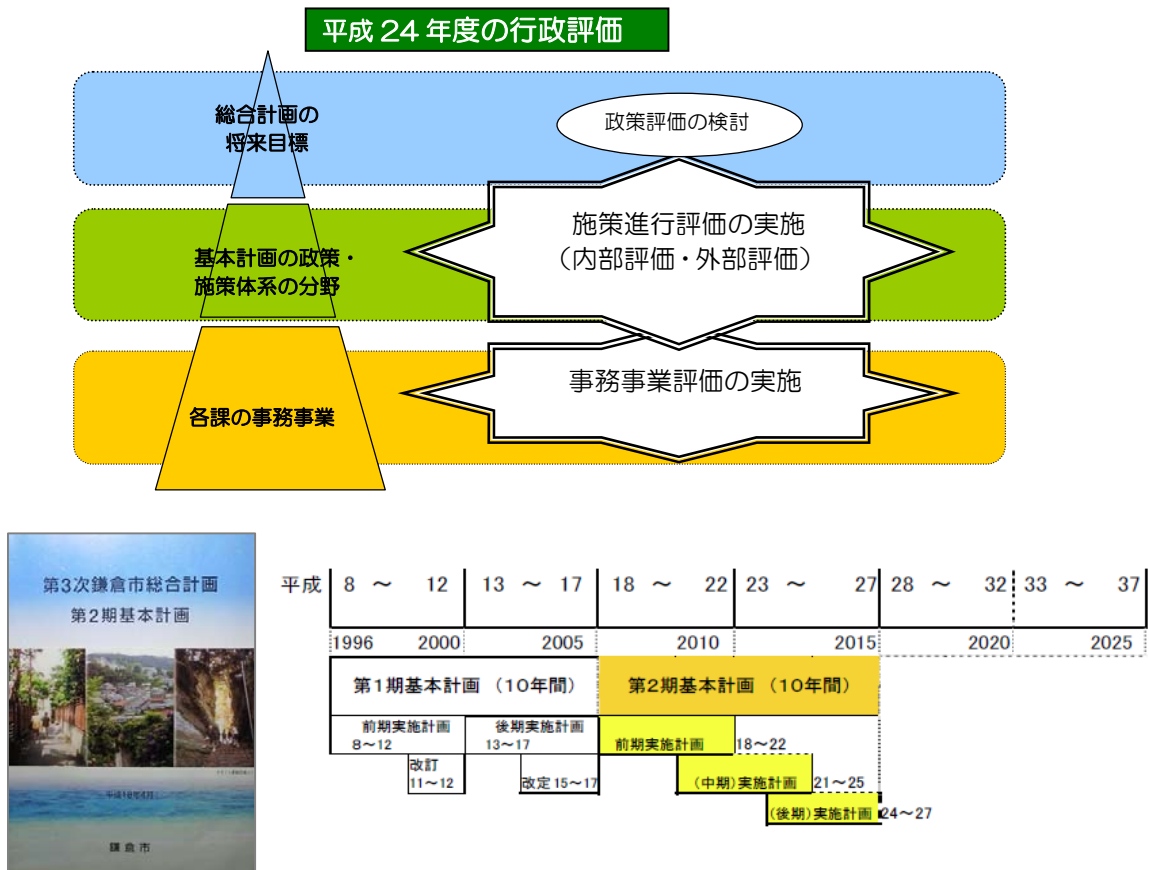 平成24年度の行政評価
総合計画の
将来目標
政策評価の検討
基本計画の政策・
施策体系の分野
施策進行評価の実施
（内部評価・外部評価）
各課の事務事業
事務事業評価の実施
第3次鎌倉市総合計画
第2期基本計画
鎌倉市
平成 8 ～ 12 13 ～ 17 18 ～ 22 23 ～ 27 28 ～ 32 33 ～ 37
1996 2000 2005 2010 2015 2020 2025
第1期基本計画 （10年間） 第2期基本計画 （10年間）
前期実施計画
8～12
後期実施計画
13～17
前期実施計画 18～22
改訂
11～12
改定 15～17
（中期）実施計画 21～25
（後期）実施計画 24～27